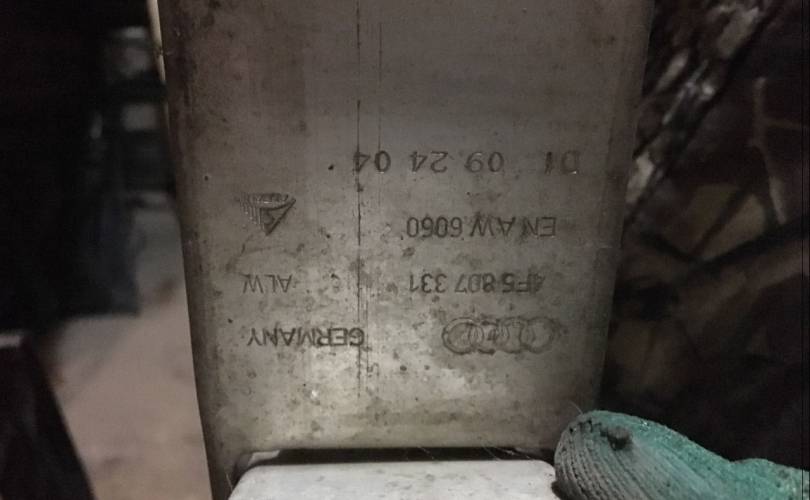 GERMANY
4F5 807 331 ALW
EN AW 6060
D1 09 24 04